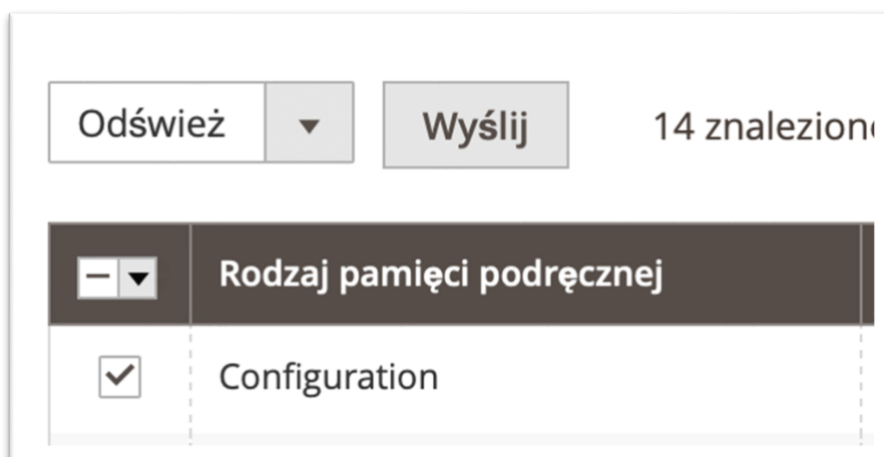 Odśwież Wyślij 14 znalezion
Rodzaj pamięci podręcznej
Configuration